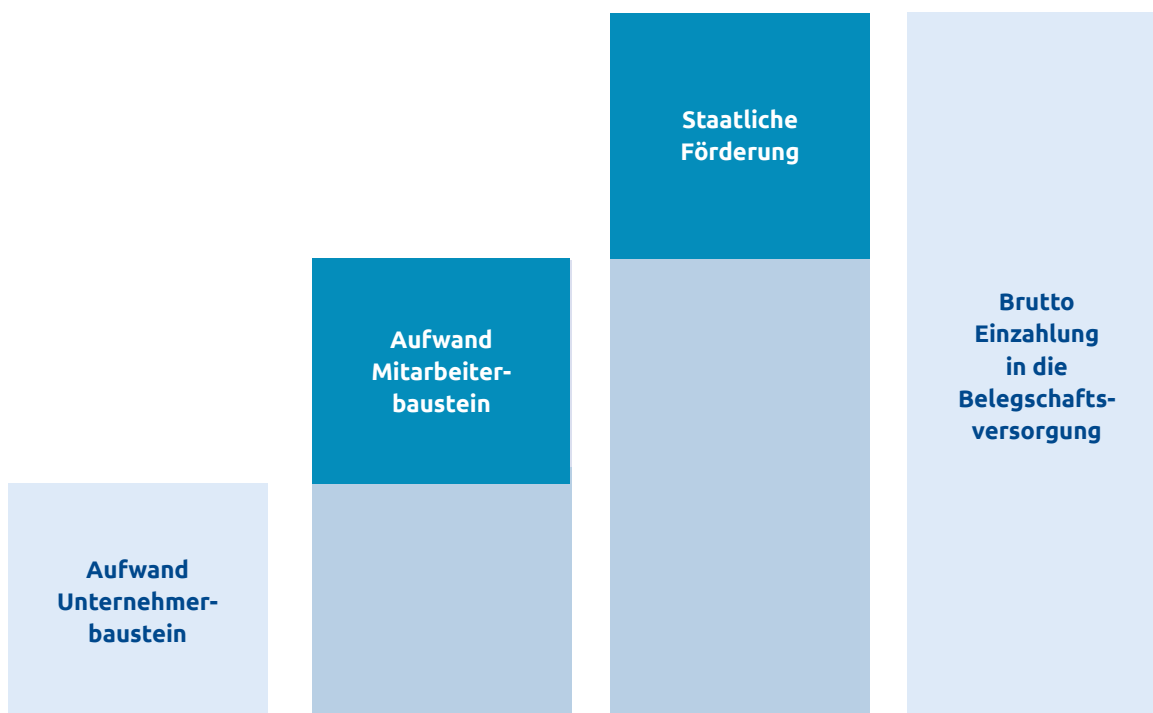 Staatliche
Förderung
Aufwand
Mitarbeiter-
baustein
Brutto
Einzahlung
in die
Belegschafts-
versorgung
Aufwand
Unternehmer-
baustein